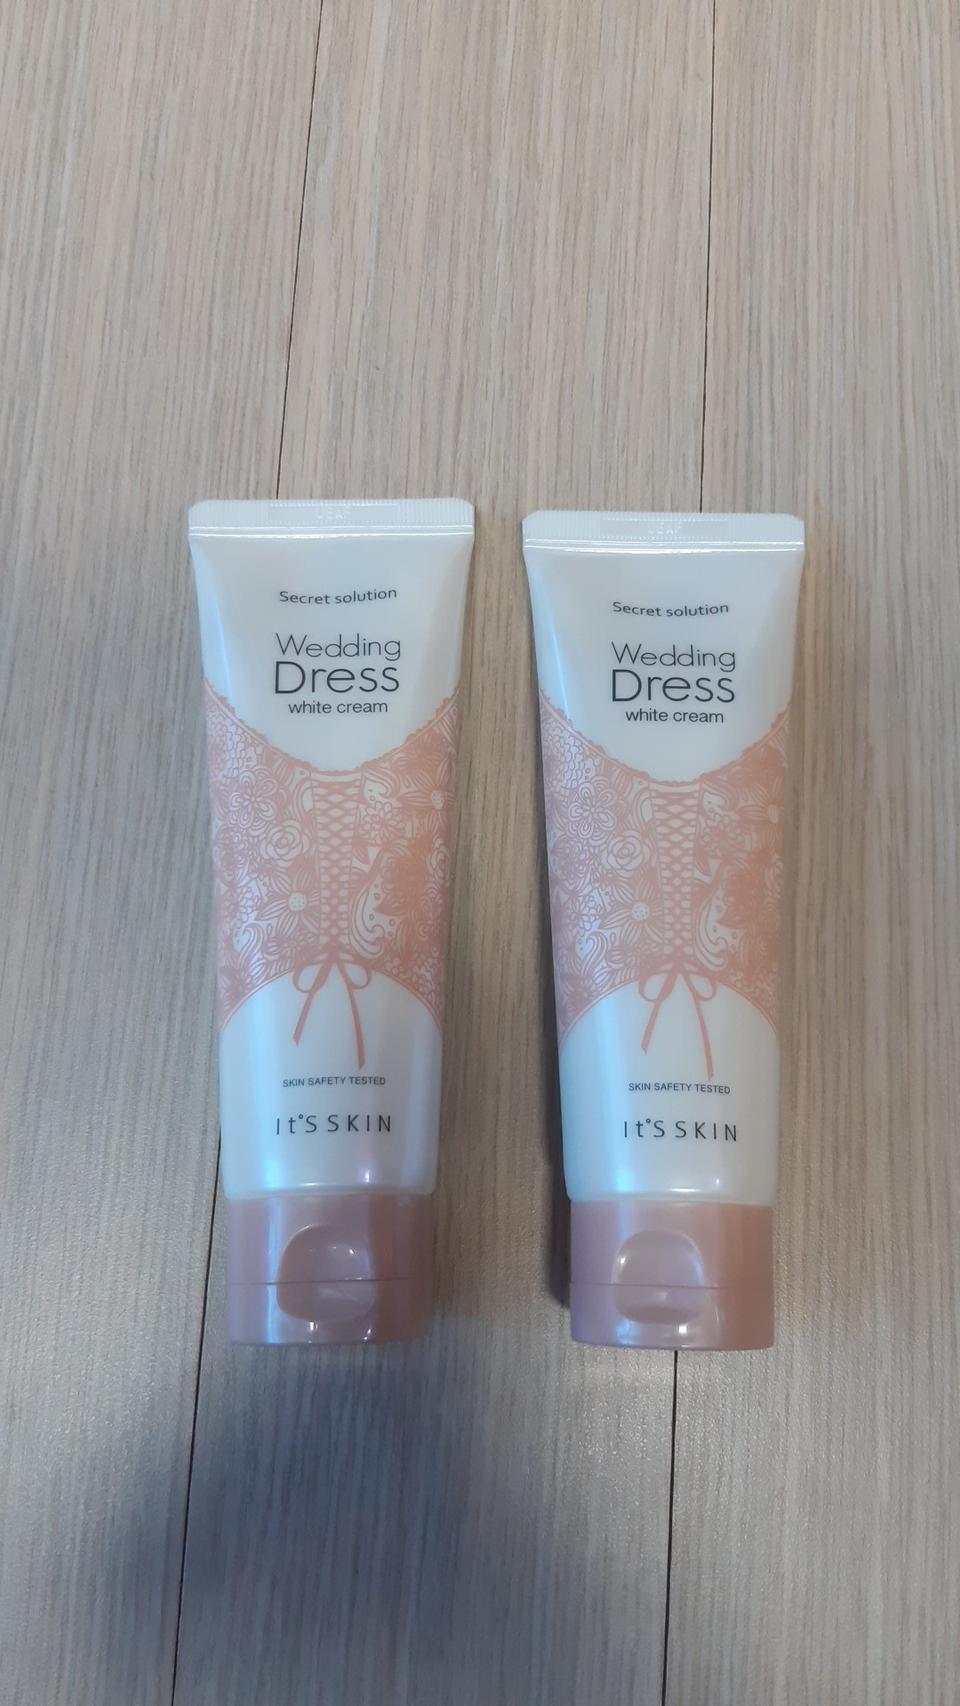 Secret solution
Wedding
Dress
white cream
SKIN SAFETY TESTED
It°S SKIN
Secret solution
Wedding
Dress
white cream
SKIN SAFETY TESTED
It°S SKIN